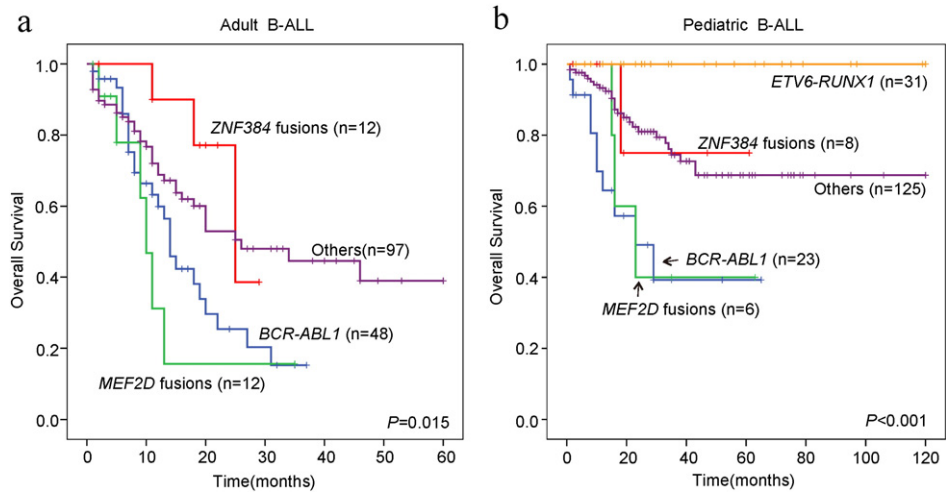 a
Adult B-ALL
Overall Survival
1.0
0.8
0.6
0.4
0.2
0.0
ZNF384 fusions (n=12)
Others(n=97)
BCR-ABL1 (n=48)
MEF2D fusions (n=12)
P=0.015
0 10 20 30 40 50 60
Time(months)
b
Pediatric B-ALL
Overall Survival
1.0
0.8
0.6
0.4
0.2
0.0
ETV6-RUNX1 (n=31)
ZNF384 fusions (n=8)
Others (n=125)
BCR-ABL1 (n=23)
MEF2D fusions
(n=6)
P<0.001
0 20 40 60 80 100 120
Time(months)